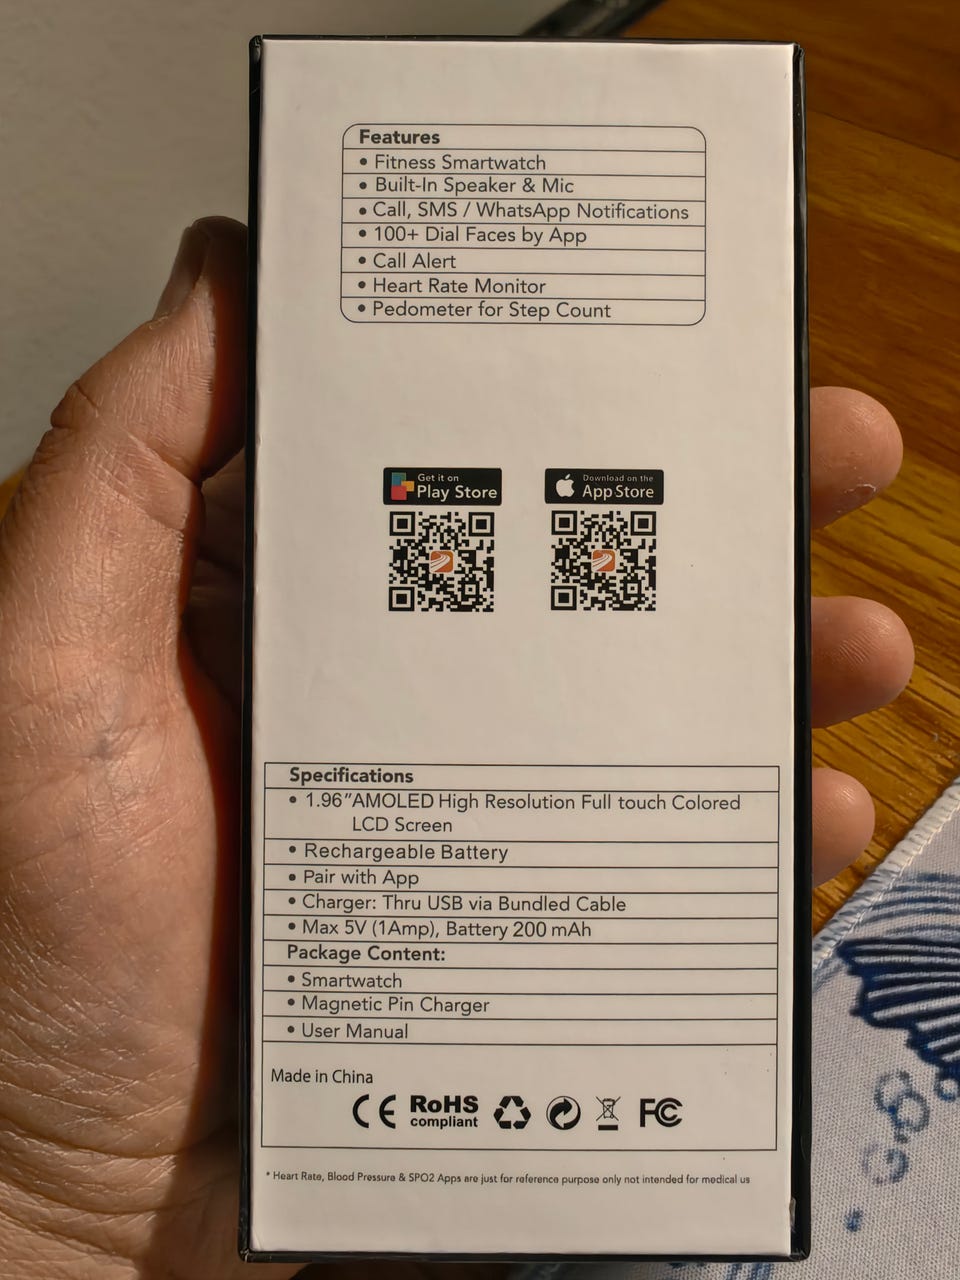 Features
• Fitness Smartwatch
• Built-In Speaker & Mic
• Call, SMS / WhatsApp Notifications
• 100+ Dial Faces by App
• Call Alert
• Heart Rate Monitor
• Pedometer for Step Count
Get it on
Play Store
Download on the
App Store
Specifications
• 1.96"AMOLED High Resolution Full touch Colored
LCD Screen
• Rechargeable Battery
• Pair with App
• Charger: Thru USB via Bundled Cable
• Max 5V (1Amp), Battery 200 mAh
Package Content:
• Smartwatch
• Magnetic Pin Charger
• User Manual
Made in China
CE RoHS FC
compliant
* Heart Rate, Blood Pressure & SPO2 Apps are just for reference purpose only not intended for medical us